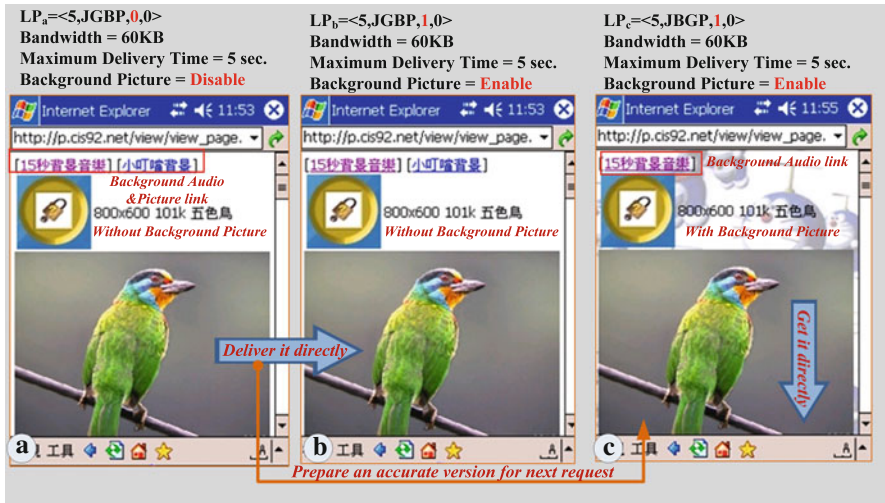 LPa=<5,JGBP,0,0>
Bandwidth = 60KB
Maximum Delivery Time = 5 sec.
Background Picture = Disable
LPb=<5,JGBP,1,0>
Bandwidth = 60KB
Maximum Delivery Time = 5 sec.
Background Picture = Enable
LPc=<5,JBGP,1,0>
Bandwidth = 60KB
Maximum Delivery Time = 5 sec.
Background Picture = Enable
Internet Explorer 11:53
http://p.cis92.net/view/view_page.
[15秒背景音樂] [小叮噹背景]
Background Audio
&Picture link
800x600 101k 五色鳥
Without Background Picture
Internet Explorer 11:53
http://p.cis92.net/view/view_page.
[15秒背景音樂] [小叮噹背景]
800x600 101k 五色鳥
Without Background Picture
Internet Explorer 11:55
http://p.cis92.net/view/view_page.
[15秒背景音樂] Background Audio link
800x600 101k 五色鳥
With Background Picture
Deliver it directly
Get it directly
a
工具
A
b
工具
A
c
工具
A
Prepare an accurate version for next request